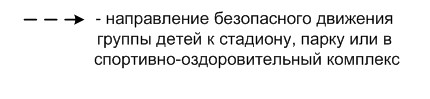 - направление безопасного движения
группы детей к стадиону, парку или в
спортивно-оздоровительный комплекс